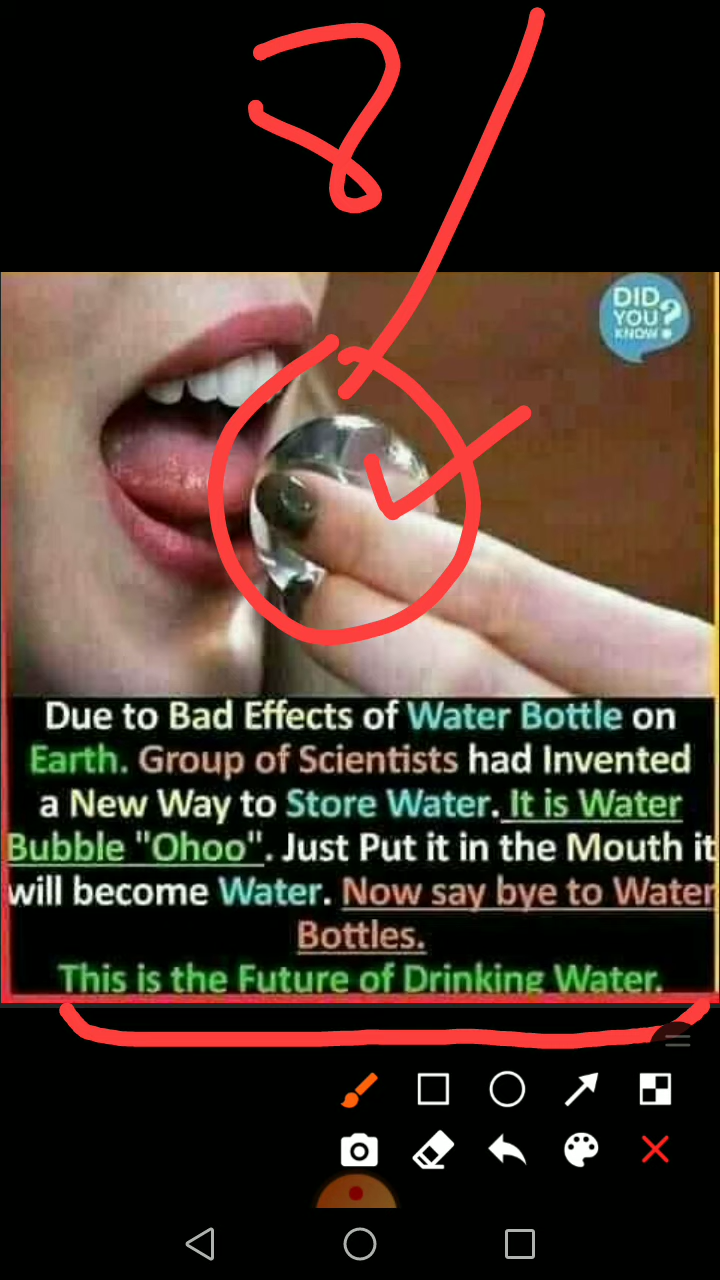 DID
YOU?
KNOW
Due to Bad Effects of Water Bottle on
Earth. Group of Scientists had Invented
a New Way to Store Water. It is Water
Bubble "Ohoo". Just Put it in the Mouth it
will become Water. Now say bye to Water
Bottles.
This is the Future of Drinking Water.